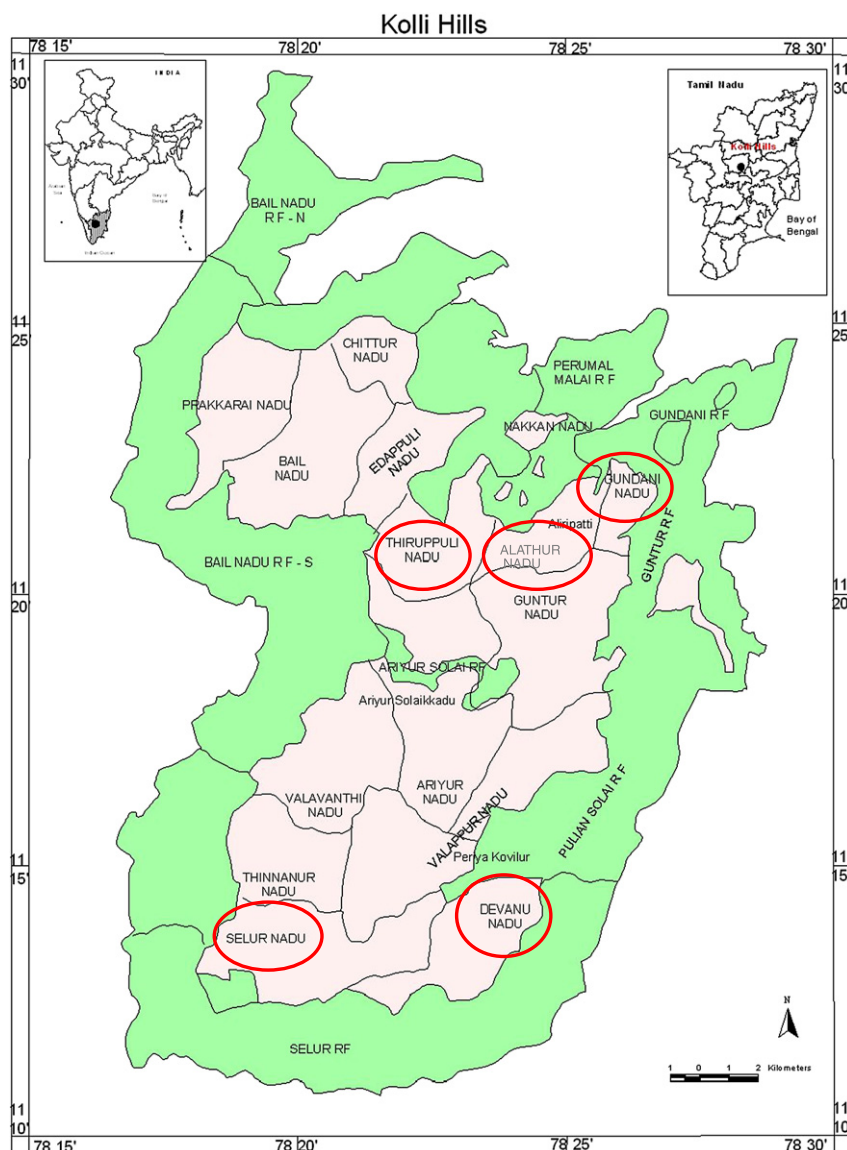 Kolli Hills
78 15'
78 20'
78 25'
78 30'
11
30'
11
30
INDIA
Tamil Nadu
Kolli Hills
Bay of
Bengal
BAIL NADU
R F - N
11
25'
11
25'
CHITTUR
NADU
PERUMAL
MALAI R F
PRAKKARAI NADU
NAKKAN NADU
GUNDANI R F
EDAPPULI
NADU
BAIL
NADU
GUNDANI
NADU
Alisipatti
THIRUPPULI
NADU
ALATHUR
NADU
GUNTUR R F
BAIL NADU R F - S
11
20'
11
20'
GUNTUR
NADU
ARIYUR SOLAI RF
Ariyur Solaikkadu
ARIYUR
NADU
VALAVANTHI
NADU
VALAPPUR NADU
PULIAN SOLAI R F
Periya Kovilur
11
15'
11
15'
THINNANUR
NADU
DEVANU
NADU
SELUR NADU
N
SELUR RF
1 0 1 2 Kilometers
11
10'
11
10'
78 15'
78 20'
78 25'
78 30'